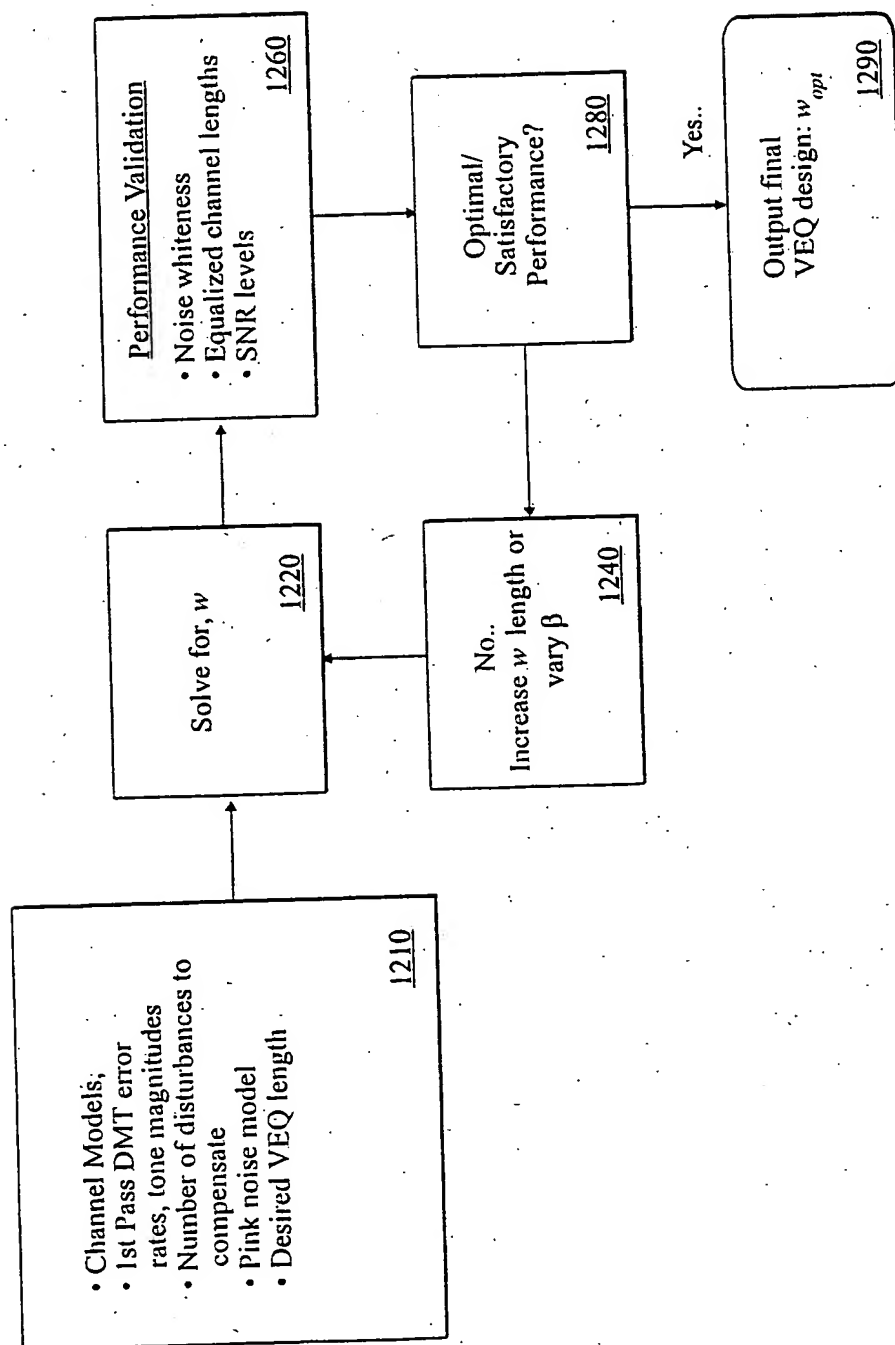 • Channel Models;
• 1st Pass DMT error
rates, tone magnitudes
• Number of disturbances to
compensate
• Pink noise model
• Desired VEQ length
1210
Solve for, w
1220
Performance Validation
• Noise whiteness
• Equalized channel lengths
• SNR levels
1260
No..
Increase w length or
vary β
1240
Optimal/
Satisfactory
Performance?
1280
Yes..
Output final
VEQ design: w_opt
1290